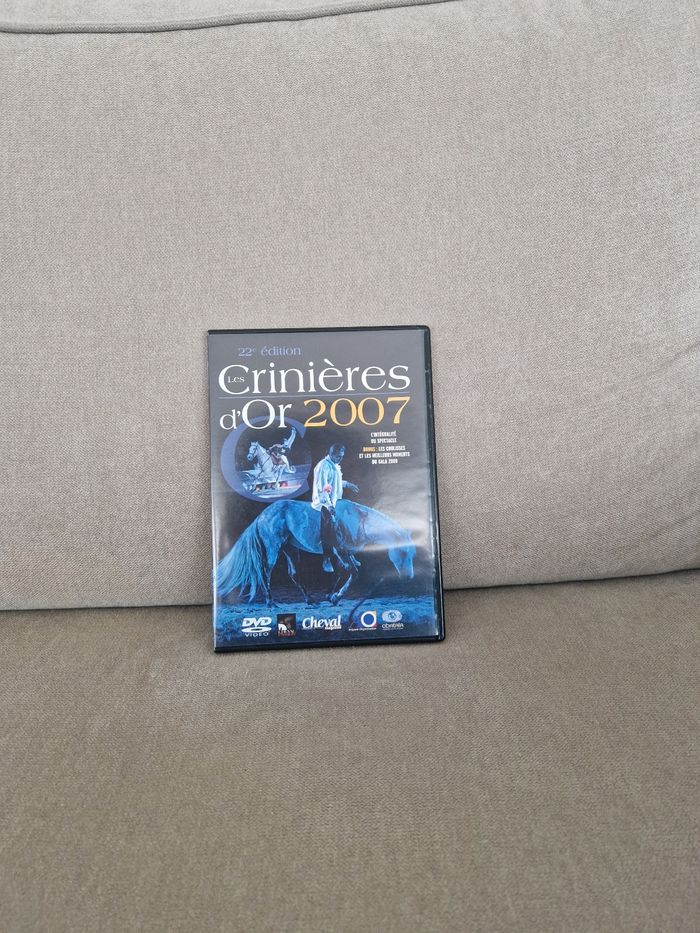 22e édition
Les Crinières
d'Or 2007
L'INTÉGRALITÉ
DU SPECTACLE
BONUS : LES COULISSES
ET LES MEILLEURS MOMENTS
DU GALA 2006
DVD
VIDEO
Cheval
magazine